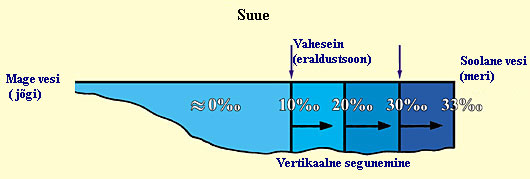 Suue
Vahesein
(eraldustsoon)
Soolane vesi
(meri)
Mage vesi
(jõgi)
≈0‰ 10‰ 20‰ 30‰ 33‰
Vertikaalne segunemine